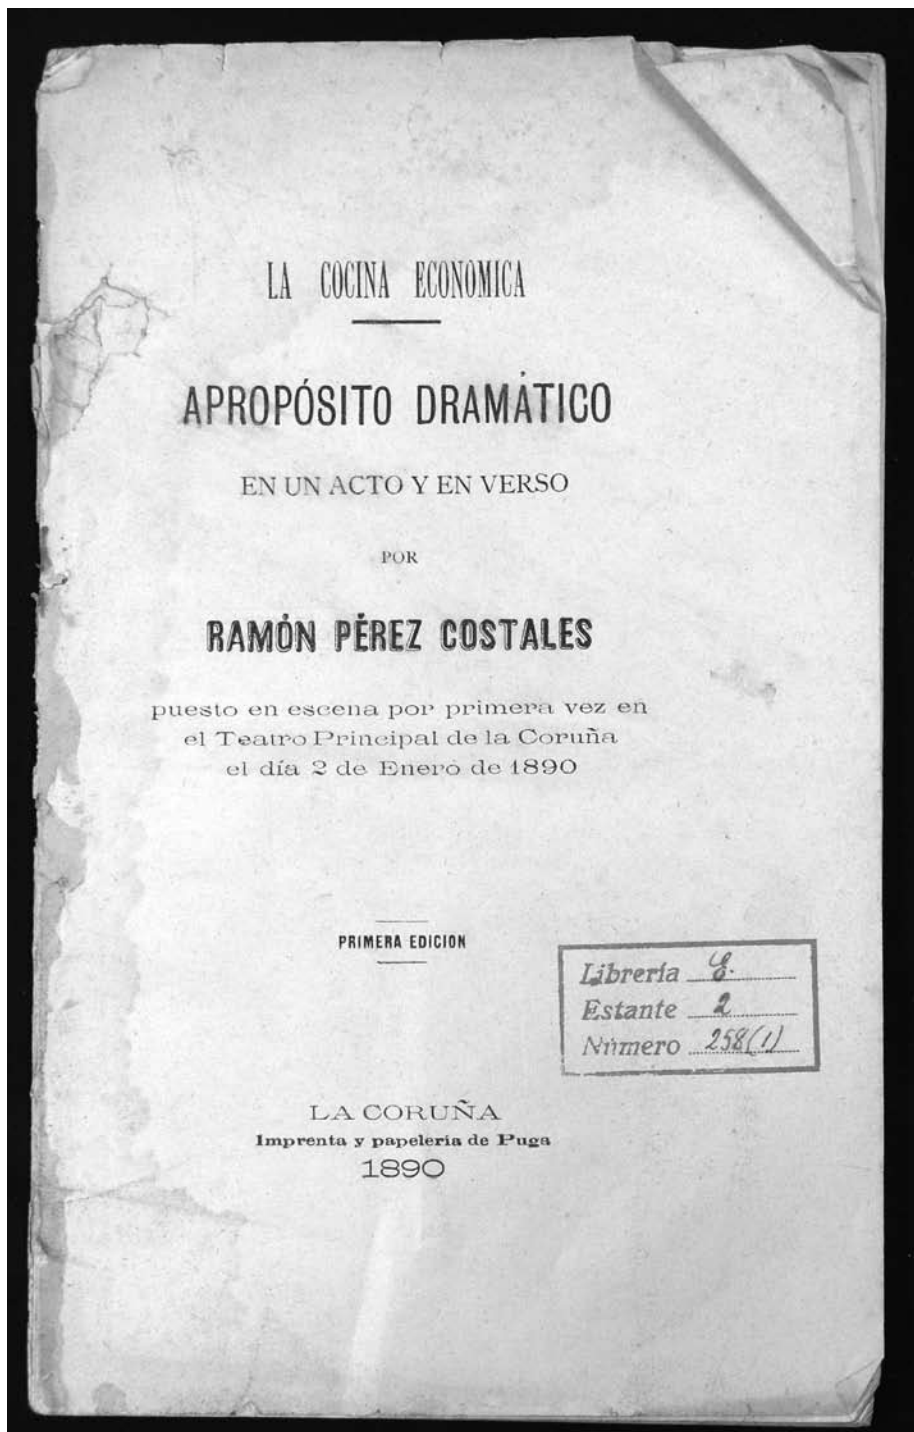 LA COCINA ECONOMICA
APROPÓSITO DRAMÁTICO
EN UN ACTO Y EN VERSO
POR
RAMÓN PÉREZ COSTALES
puesto en escena por primera vez en
el Teatro Principal de la Coruña
el día 2 de Enero de 1890
PRIMERA EDICION
Librería E.
Estante 2
Número 258(1)
LA CORUÑA
Imprenta y papelería de Puga
1890